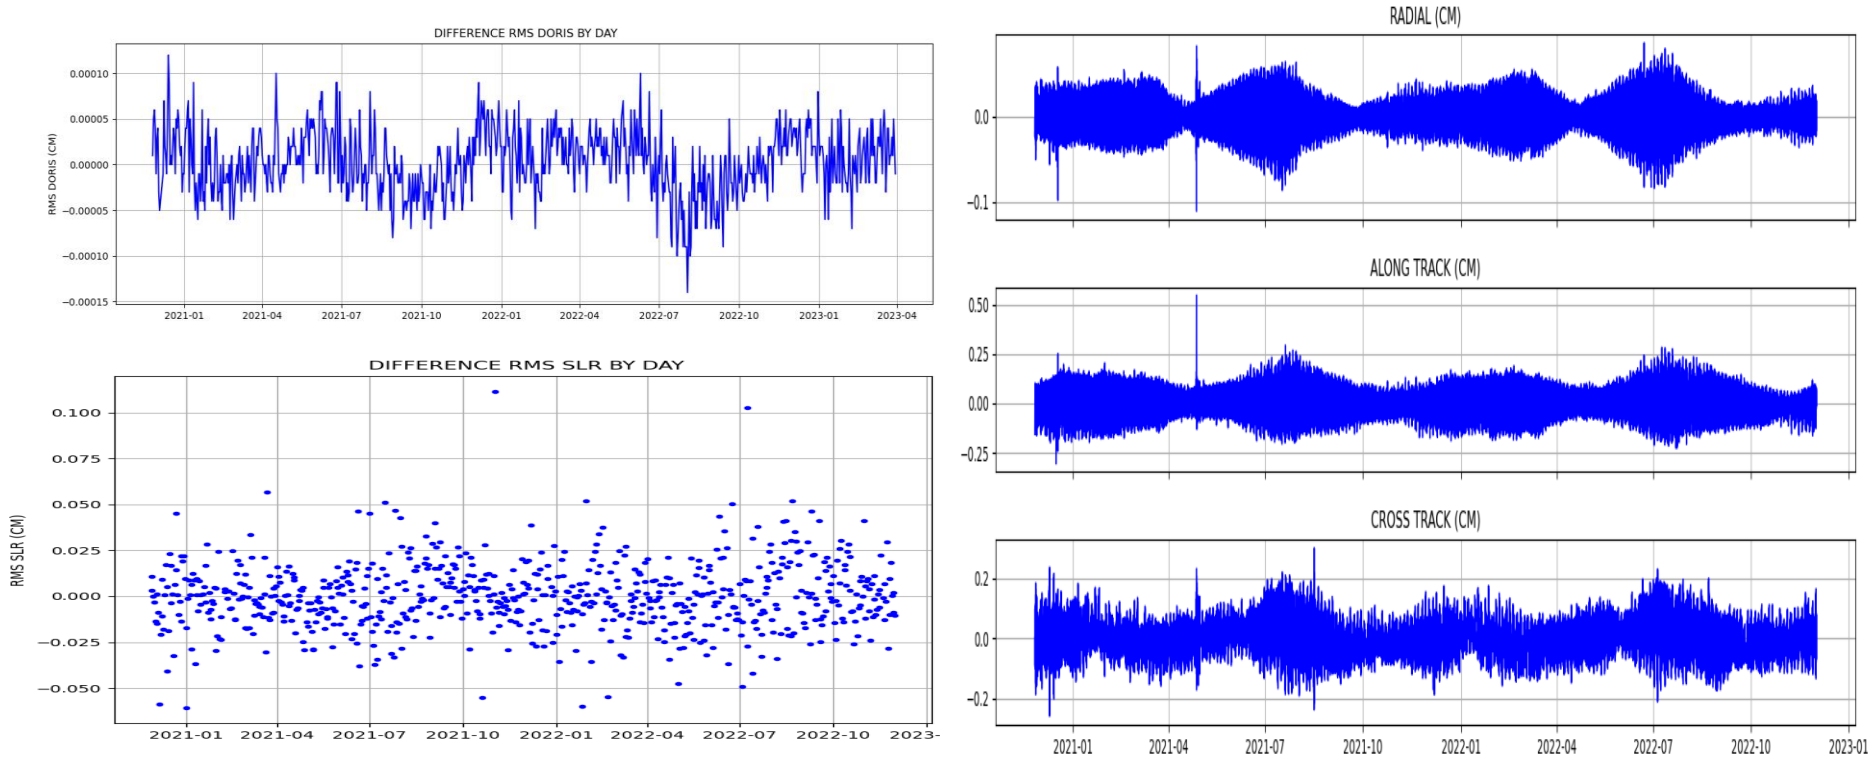 DIFFERENCE RMS DORIS BY DAY
RMS DORIS (CM)
0.00010
0.00005
0.00000
−0.00005
−0.00010
−0.00015
2021-01 2021-04 2021-07 2021-10 2022-01 2022-04 2022-07 2022-10 2023-01 2023-04
DIFFERENCE RMS SLR BY DAY
RMS SLR (CM)
0.100
0.075
0.050
0.025
0.000
−0.025
−0.050
2021-01 2021-04 2021-07 2021-10 2022-01 2022-04 2022-07 2022-10 2023-
RADIAL (CM)
0.0
−0.1
ALONG TRACK (CM)
0.50
0.25
0.00
−0.25
CROSS TRACK (CM)
0.2
0.0
−0.2
2021-01 2021-04 2021-07 2021-10 2022-01 2022-04 2022-07 2022-10 2023-01